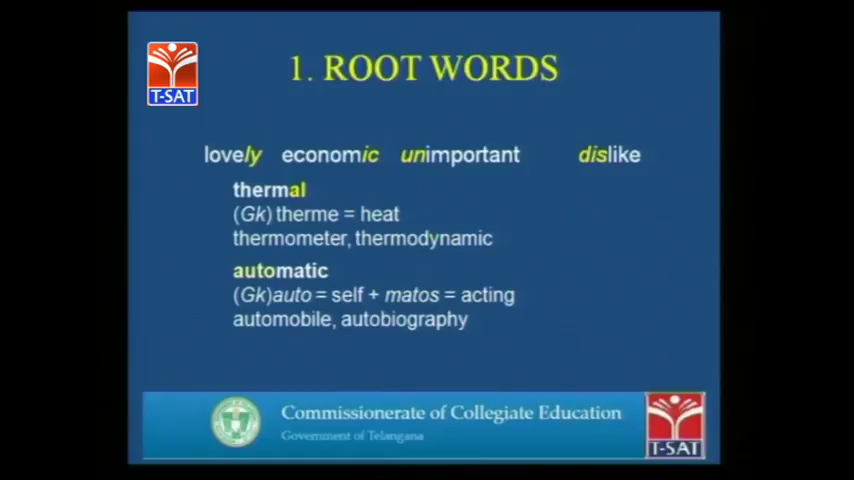 T-SAT
1. ROOT WORDS
lovely economic unimportant dislike
thermal
(Gk) therme = heat
thermometer, thermodynamic
automatic
(Gk)auto = self + matos = acting
automobile, autobiography
Commissionerate of Collegiate Education
Government of Telangana
T-SAT